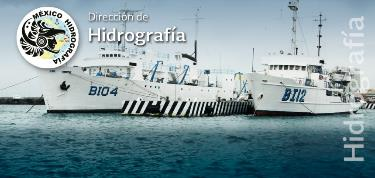 MÉXICO HIDROGRAFÍA
Dirección de
Hidrografía
BI04
BI12
Hidrografía